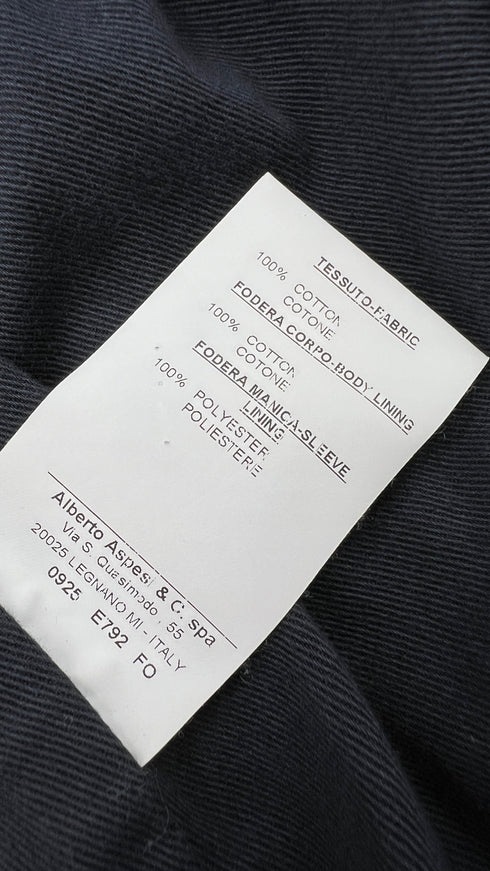 TESSUTO-FABRIC
100% COTTON
COTONE
FODERA CORPO-BODY LINING
100% COTTON
COTONE
FODERA MANICA-SLEEVE
LINING
100% POLYESTER
POLIESTERE
Alberto Aspesi & C. spa
Via S. Quasimodo, 55
20025 LEGNANO MI - ITALY
0925 E792 FO